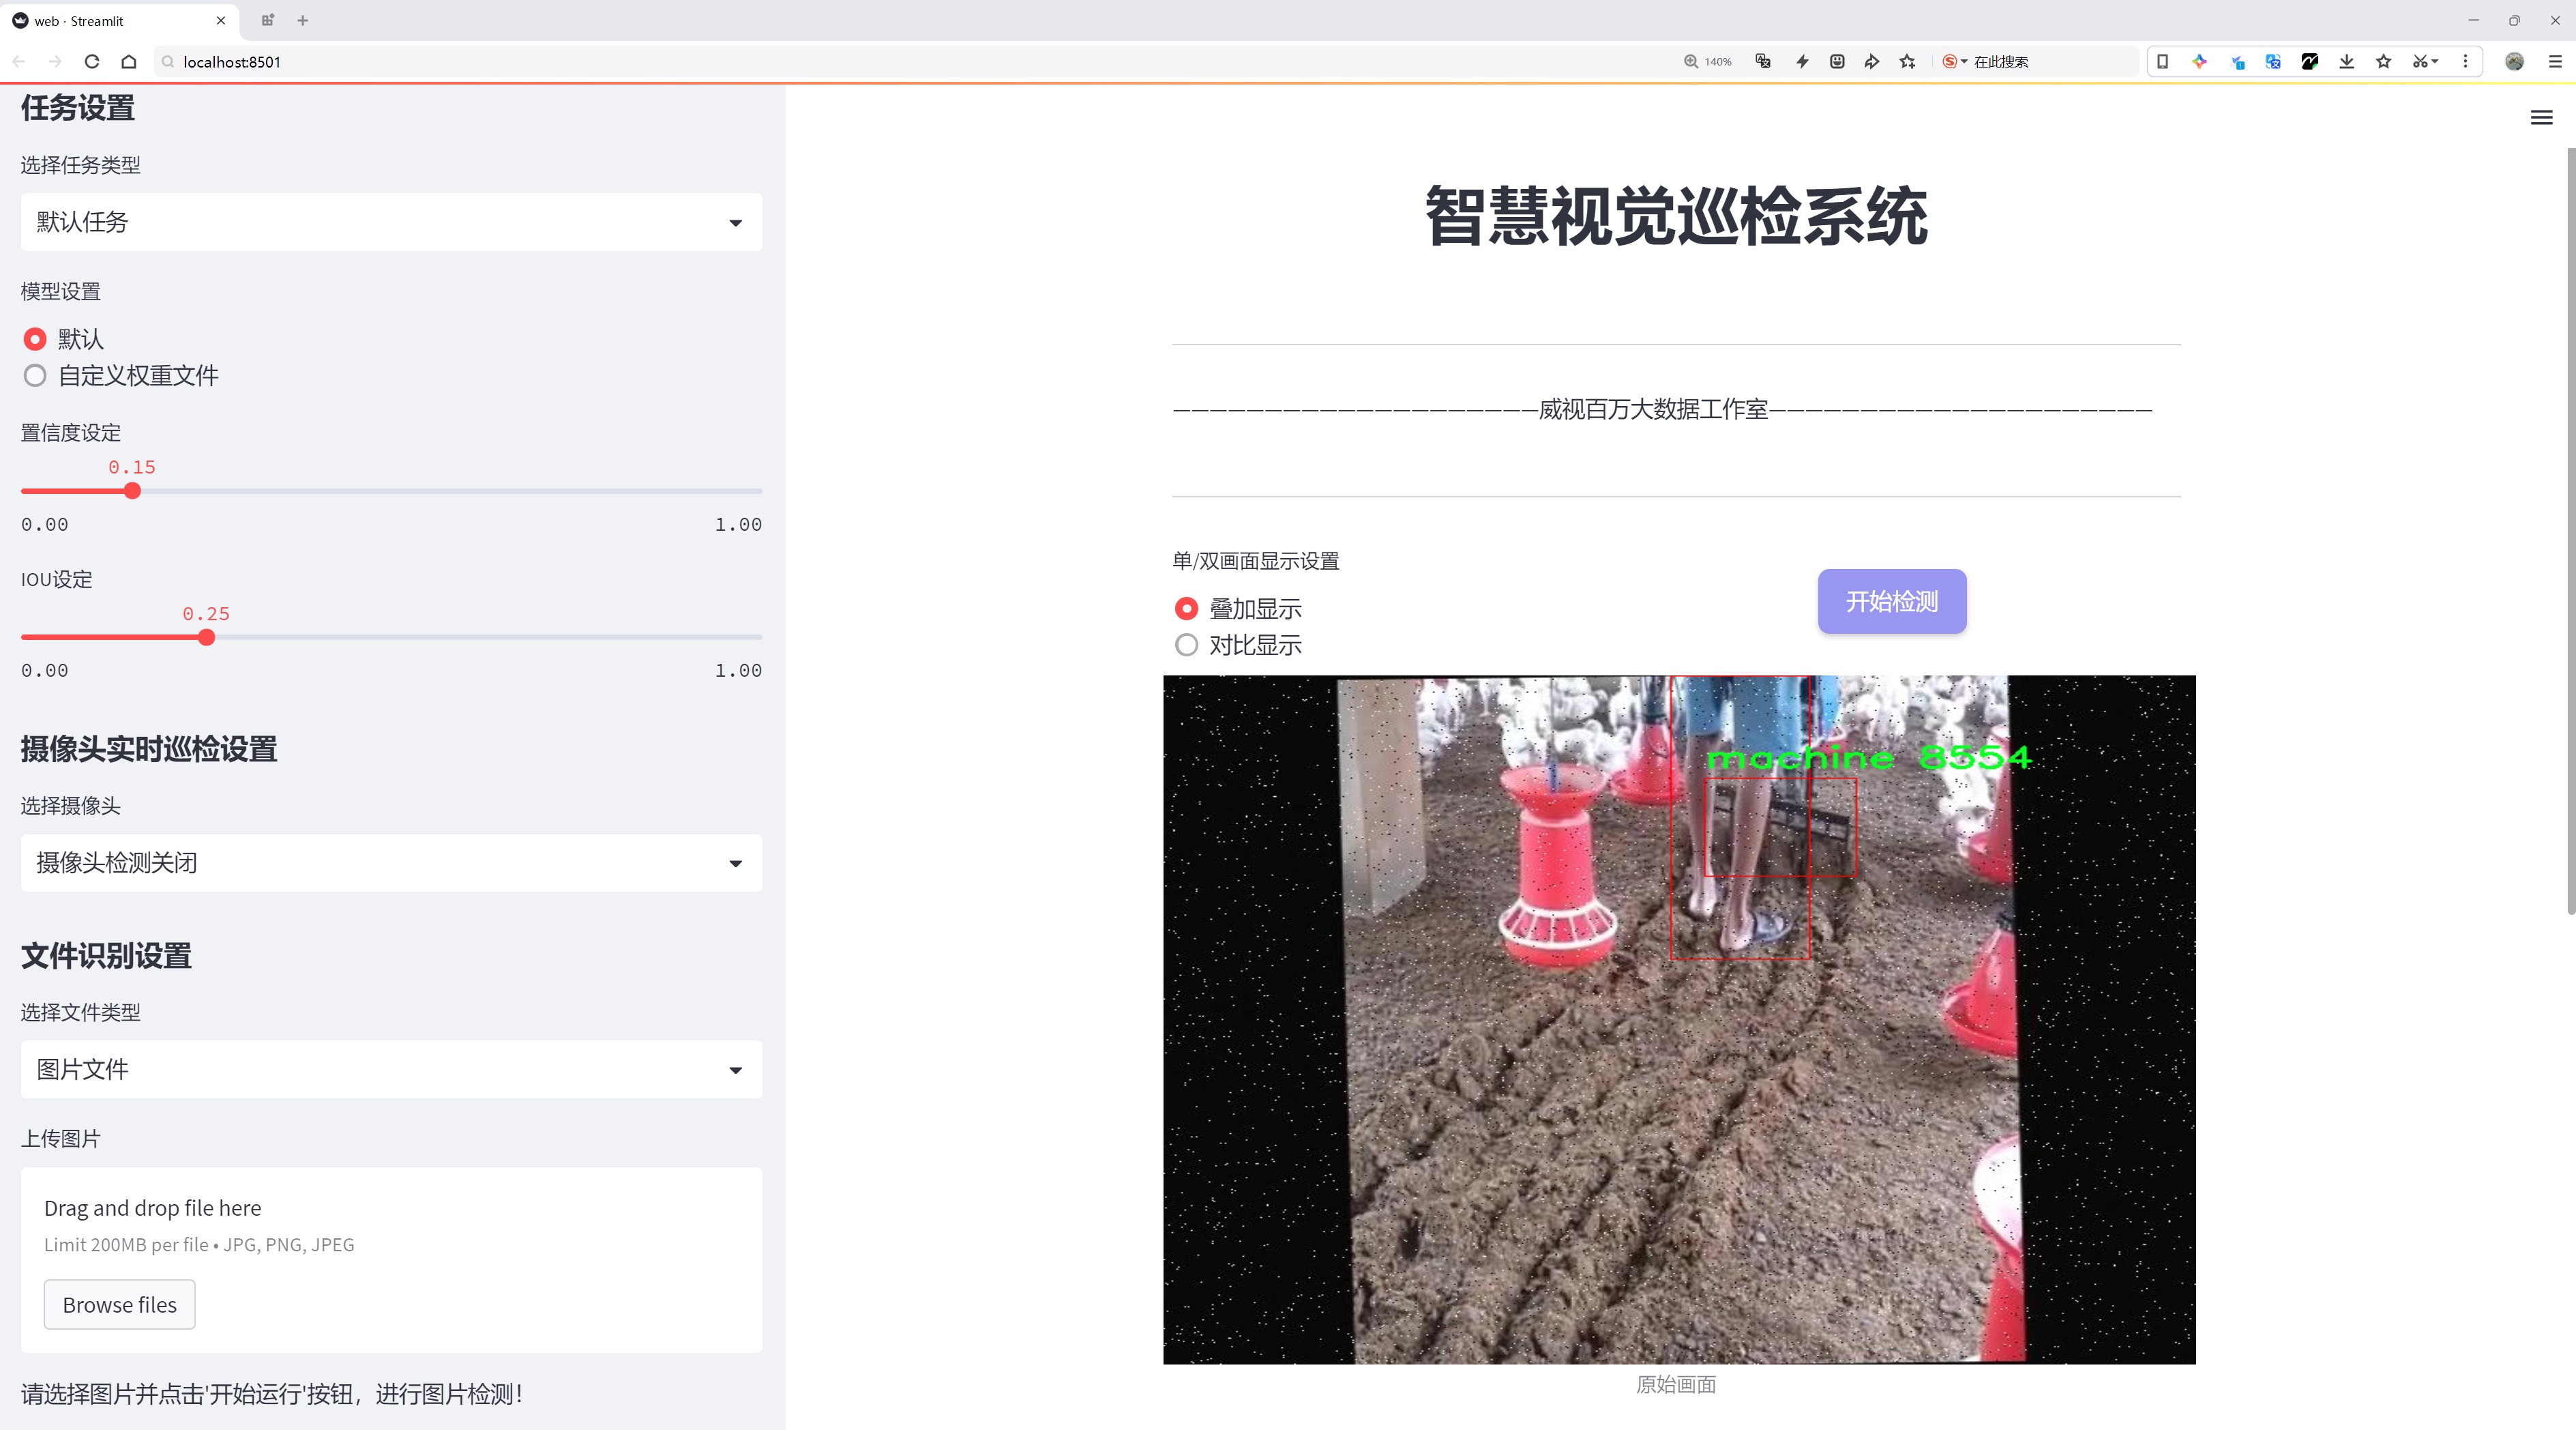 web · Streamlit
localhost:8501
140%
在此搜索
任务设置
选择任务类型
默认任务
模型设置
默认
自定义权重文件
置信度设定
0.15
0.00 1.00
IOU设定
0.25
0.00 1.00
摄像头实时巡检设置
选择摄像头
摄像头检测关闭
文件识别设置
选择文件类型
图片文件
上传图片
Drag and drop file here
Limit 200MB per file • JPG, PNG, JPEG
Browse files
请选择图片并点击'开始运行'按钮，进行图片检测！
智慧视觉巡检系统
————————————————————威视百万大数据工作室—————————————————————
单/双画面显示设置
叠加显示
对比显示
开始检测
machine 8554
原始画面